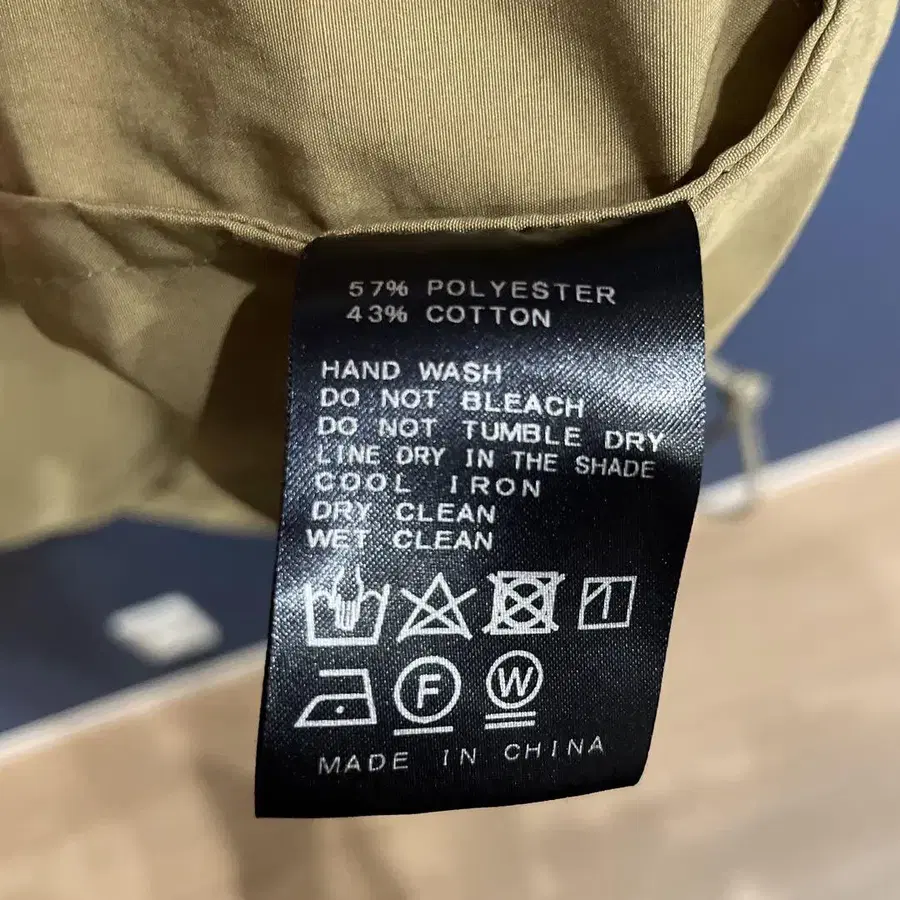 57% POLYESTER
43% COTTON
HAND WASH
DO NOT BLEACH
DO NOT TUMBLE DRY
LINE DRY IN THE SHADE
COOL IRON
DRY CLEAN
WET CLEAN
F W
MADE IN CHINA